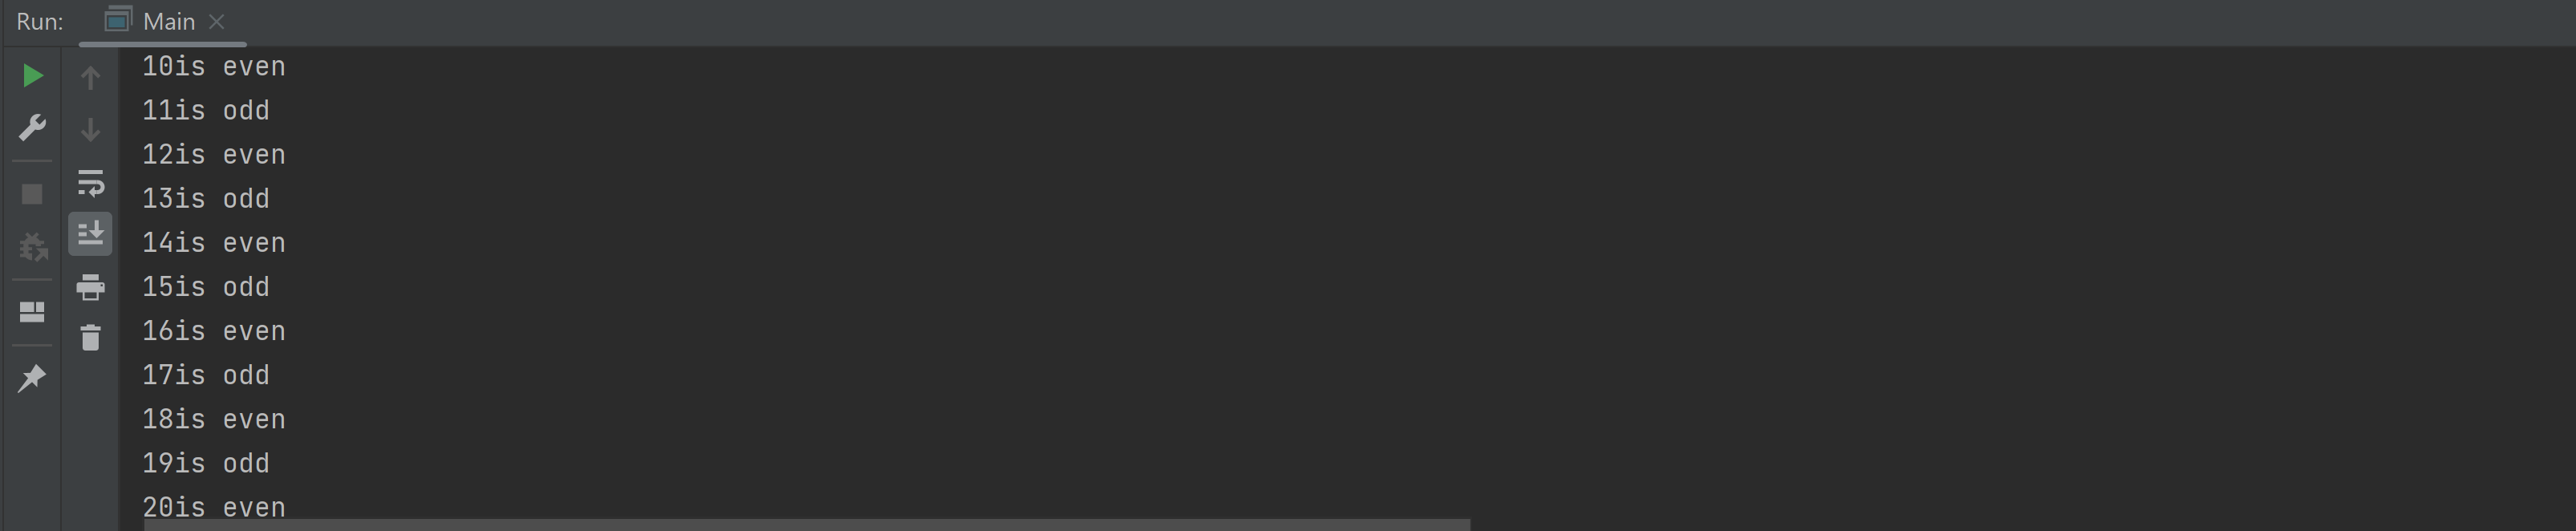 Run: Main
10is even
11is odd
12is even
13is odd
14is even
15is odd
16is even
17is odd
18is even
19is odd
20is even